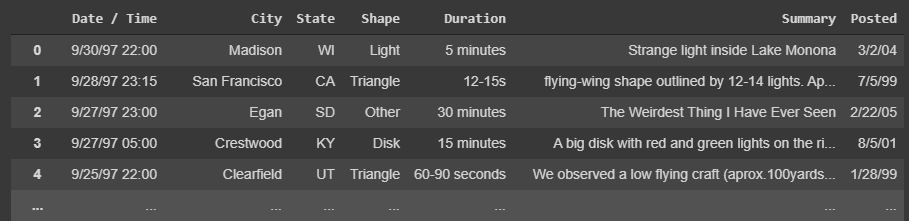 Date / Time City State Shape Duration Summary Posted
0 9/30/97 22:00 Madison WI Light 5 minutes Strange light inside Lake Monona 3/2/04
1 9/28/97 23:15 San Francisco CA Triangle 12-15s flying-wing shape outlined by 12-14 lights. Ap... 7/5/99
2 9/27/97 23:00 Egan SD Other 30 minutes The Weirdest Thing I Have Ever Seen 2/22/05
3 9/27/97 05:00 Crestwood KY Disk 15 minutes A big disk with red and green lights on the ri... 8/5/01
4 9/25/97 22:00 Clearfield UT Triangle 60-90 seconds We observed a low flying craft (aprox.100yards... 1/28/99
... ... ... ... ... ... ... ...